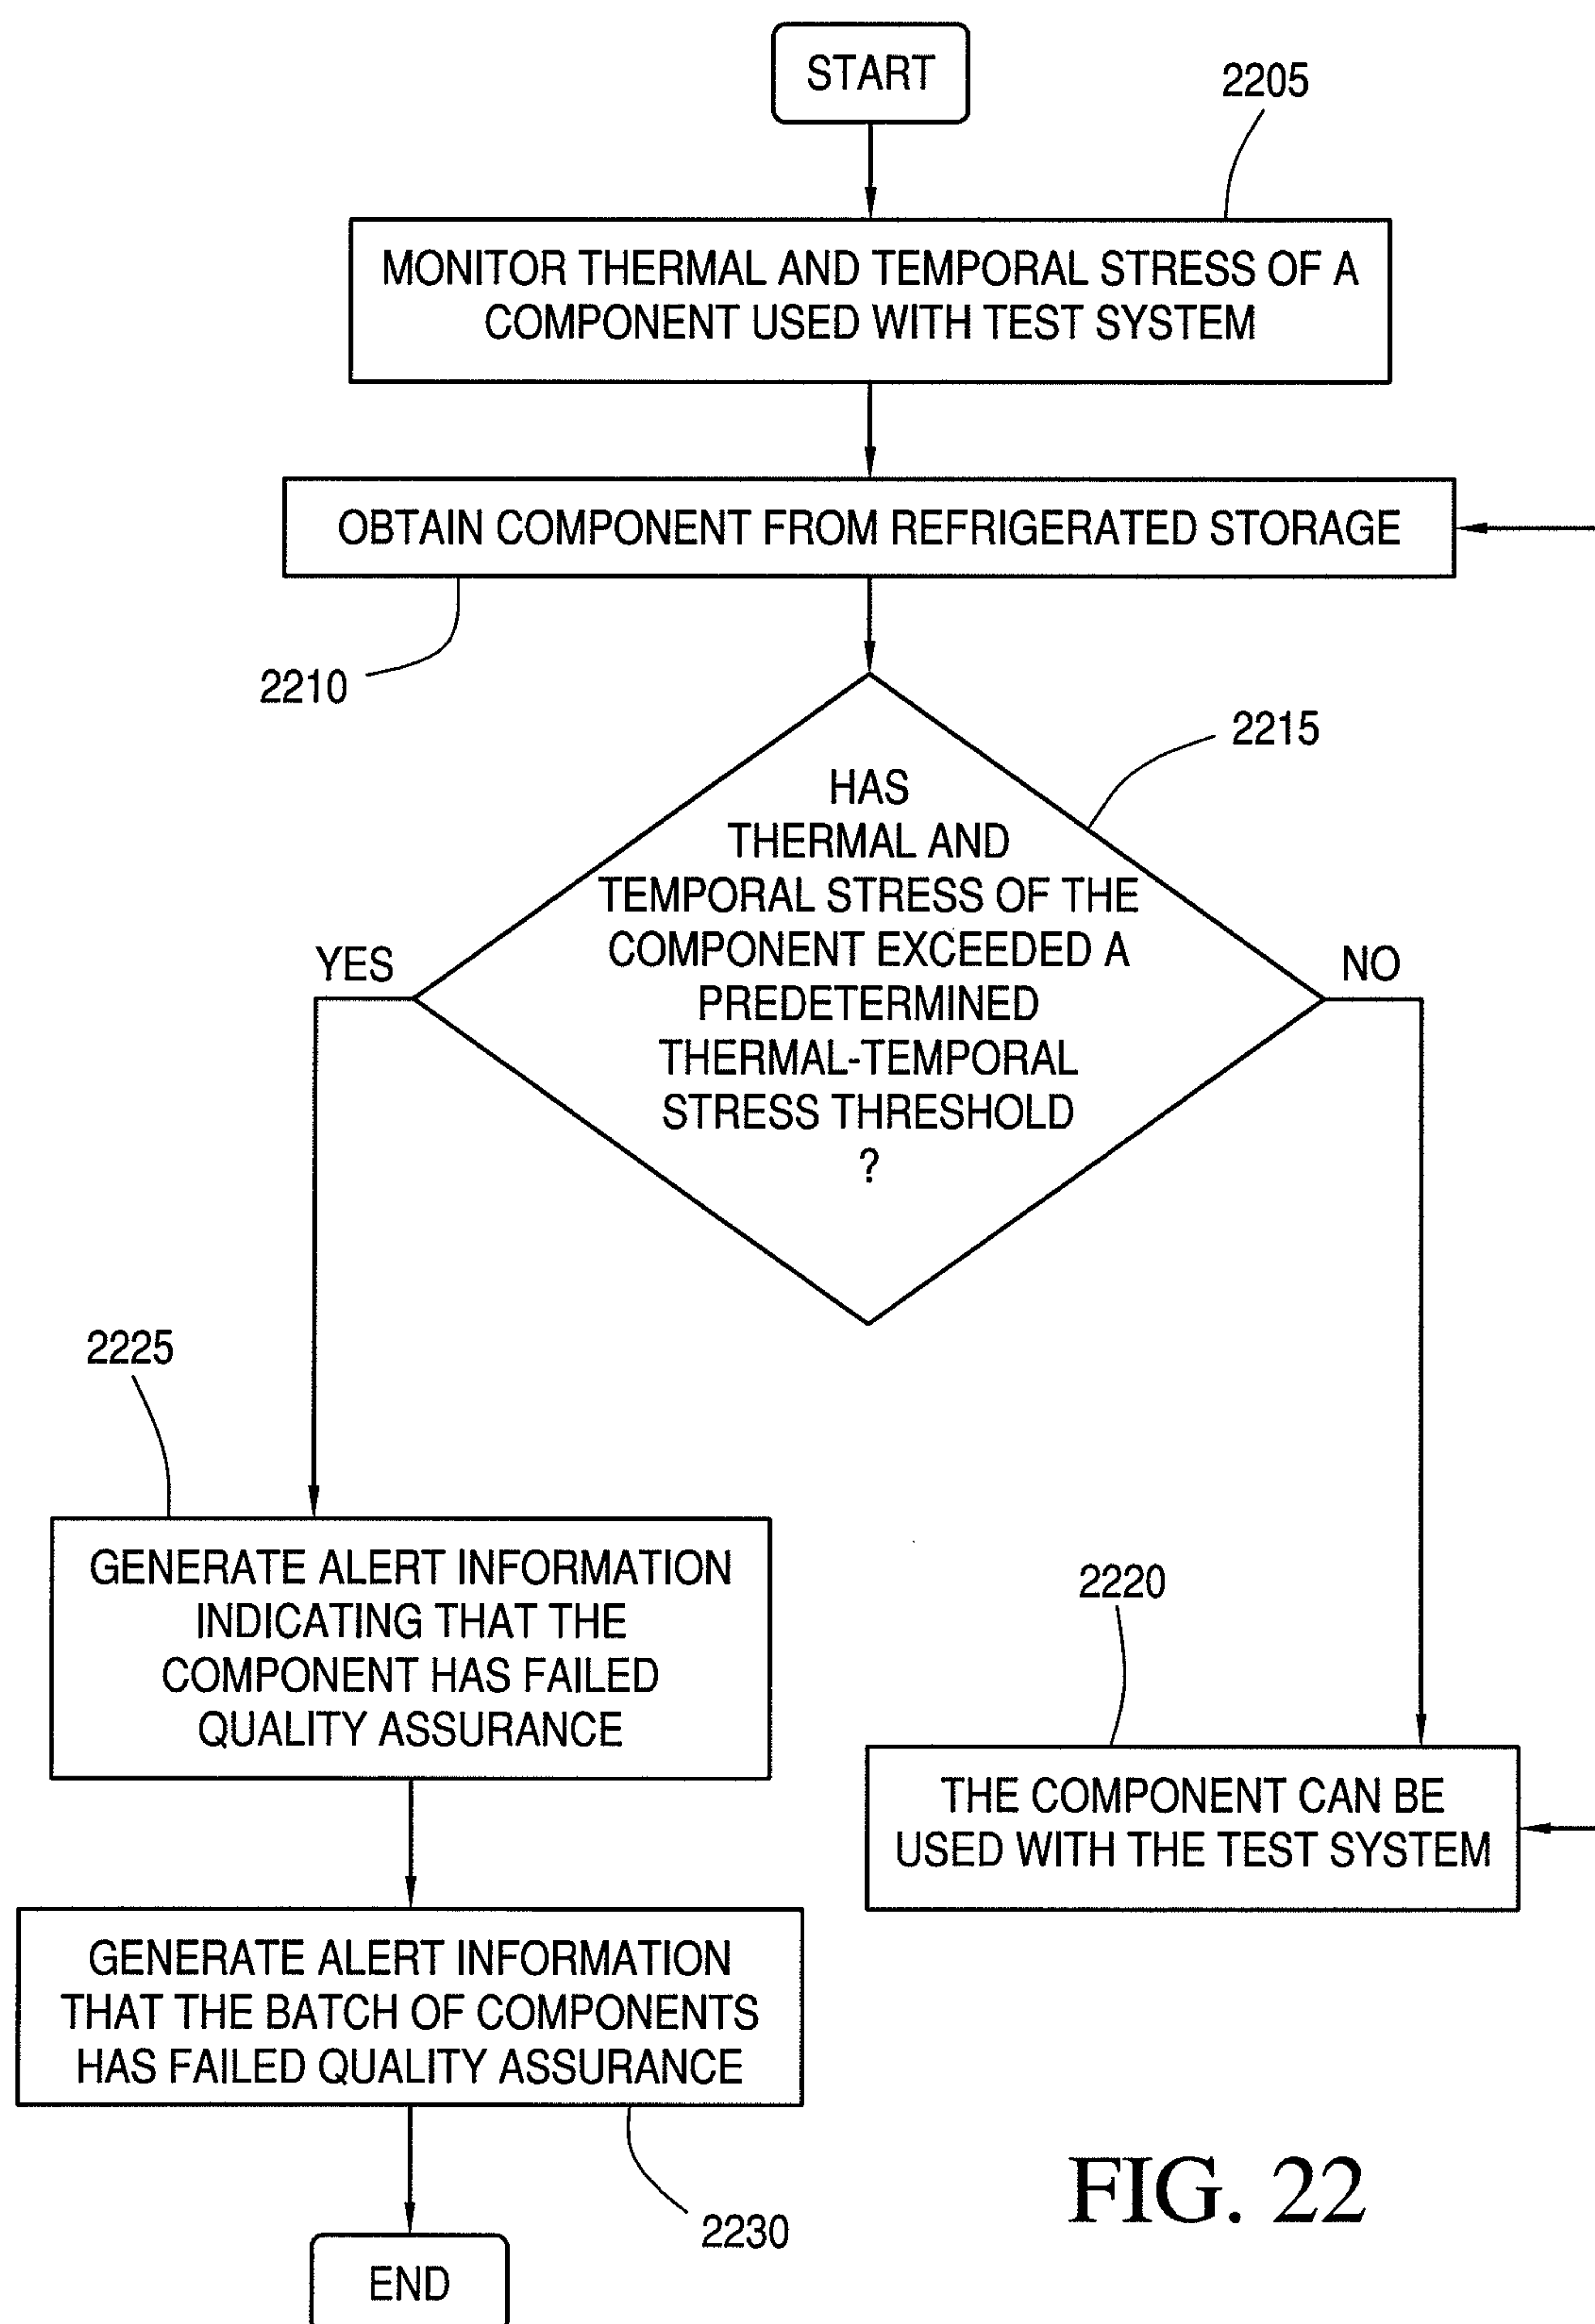 START
2205
MONITOR THERMAL AND TEMPORAL STRESS OF A
COMPONENT USED WITH TEST SYSTEM
OBTAIN COMPONENT FROM REFRIGERATED STORAGE
2210
2215
HAS
THERMAL AND
TEMPORAL STRESS OF THE
COMPONENT EXCEEDED A
PREDETERMINED
THERMAL-TEMPORAL
STRESS THRESHOLD
?
YES
NO
2225
GENERATE ALERT INFORMATION
INDICATING THAT THE
COMPONENT HAS FAILED
QUALITY ASSURANCE
2220
THE COMPONENT CAN BE
USED WITH THE TEST SYSTEM
GENERATE ALERT INFORMATION
THAT THE BATCH OF COMPONENTS
HAS FAILED QUALITY ASSURANCE
2230
END
FIG. 22